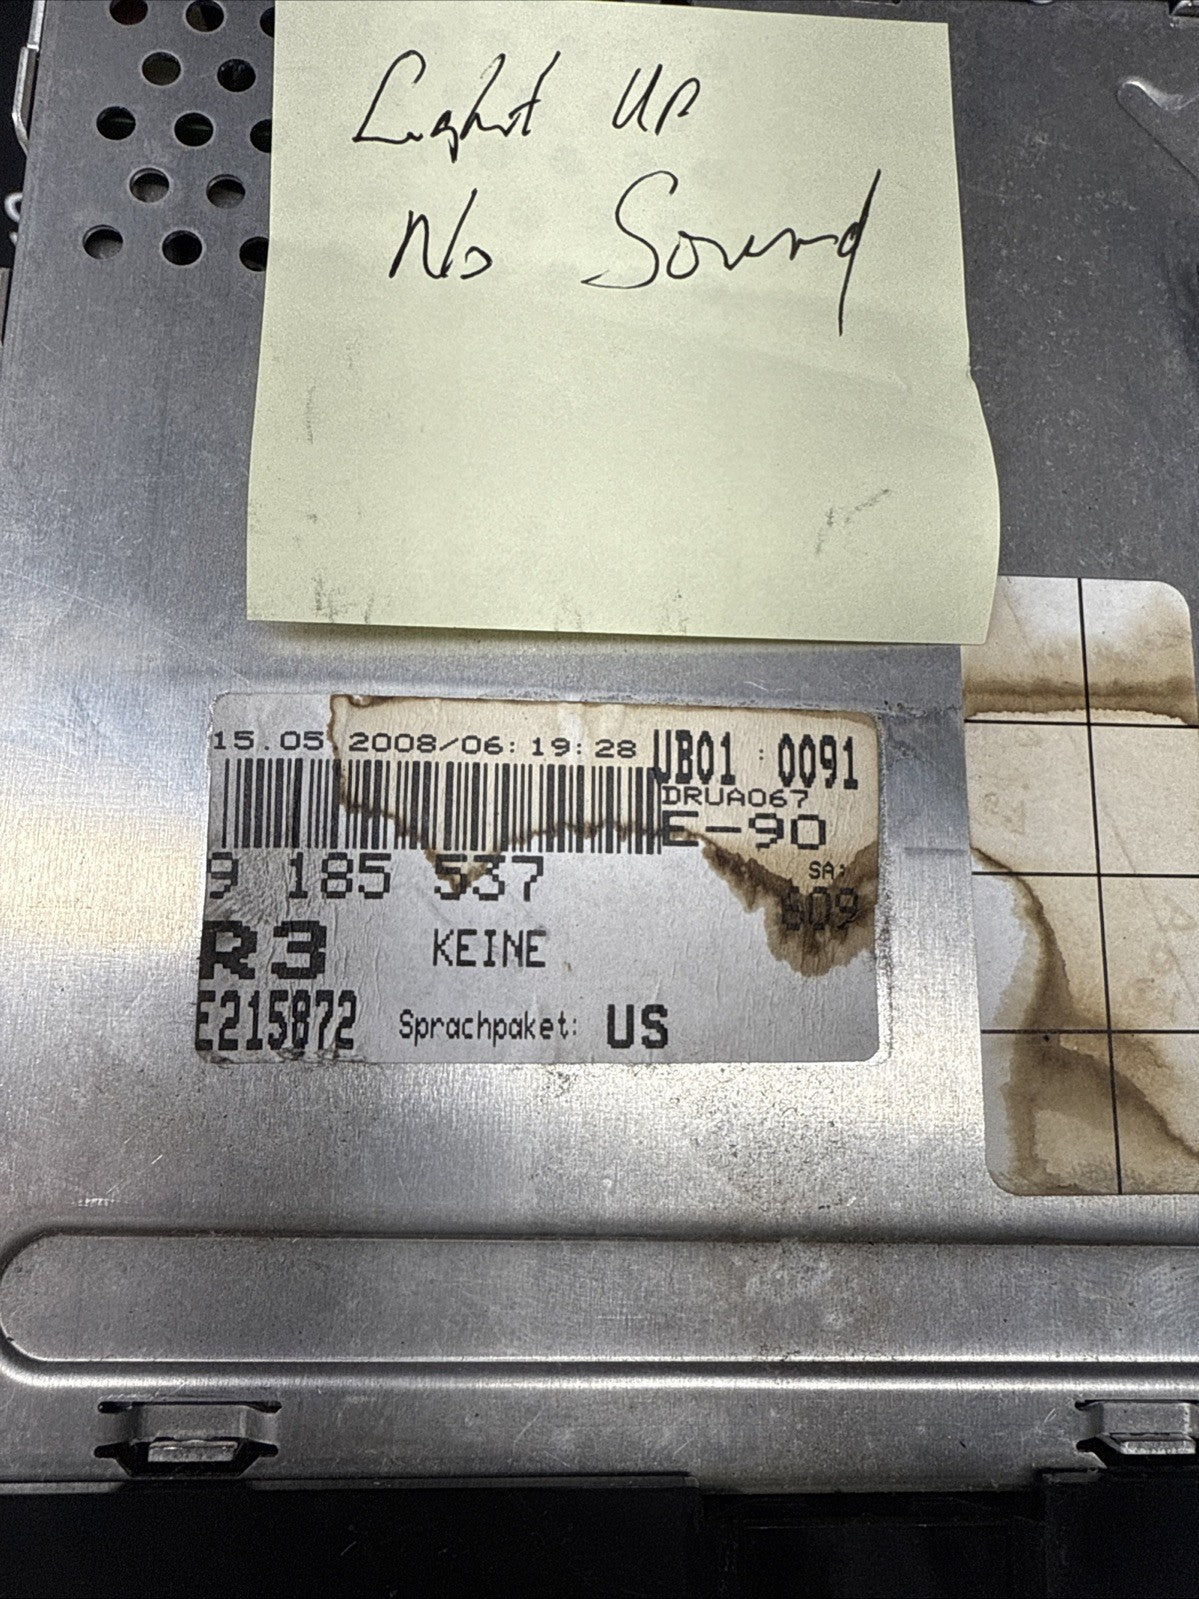 Light Up
No Sound
15.05 2008/06:19:28 UB01 0091
DRUA067
E-90
9 185 537
SA:
609
R3 KEINE
E215872 Sprachpaket: US